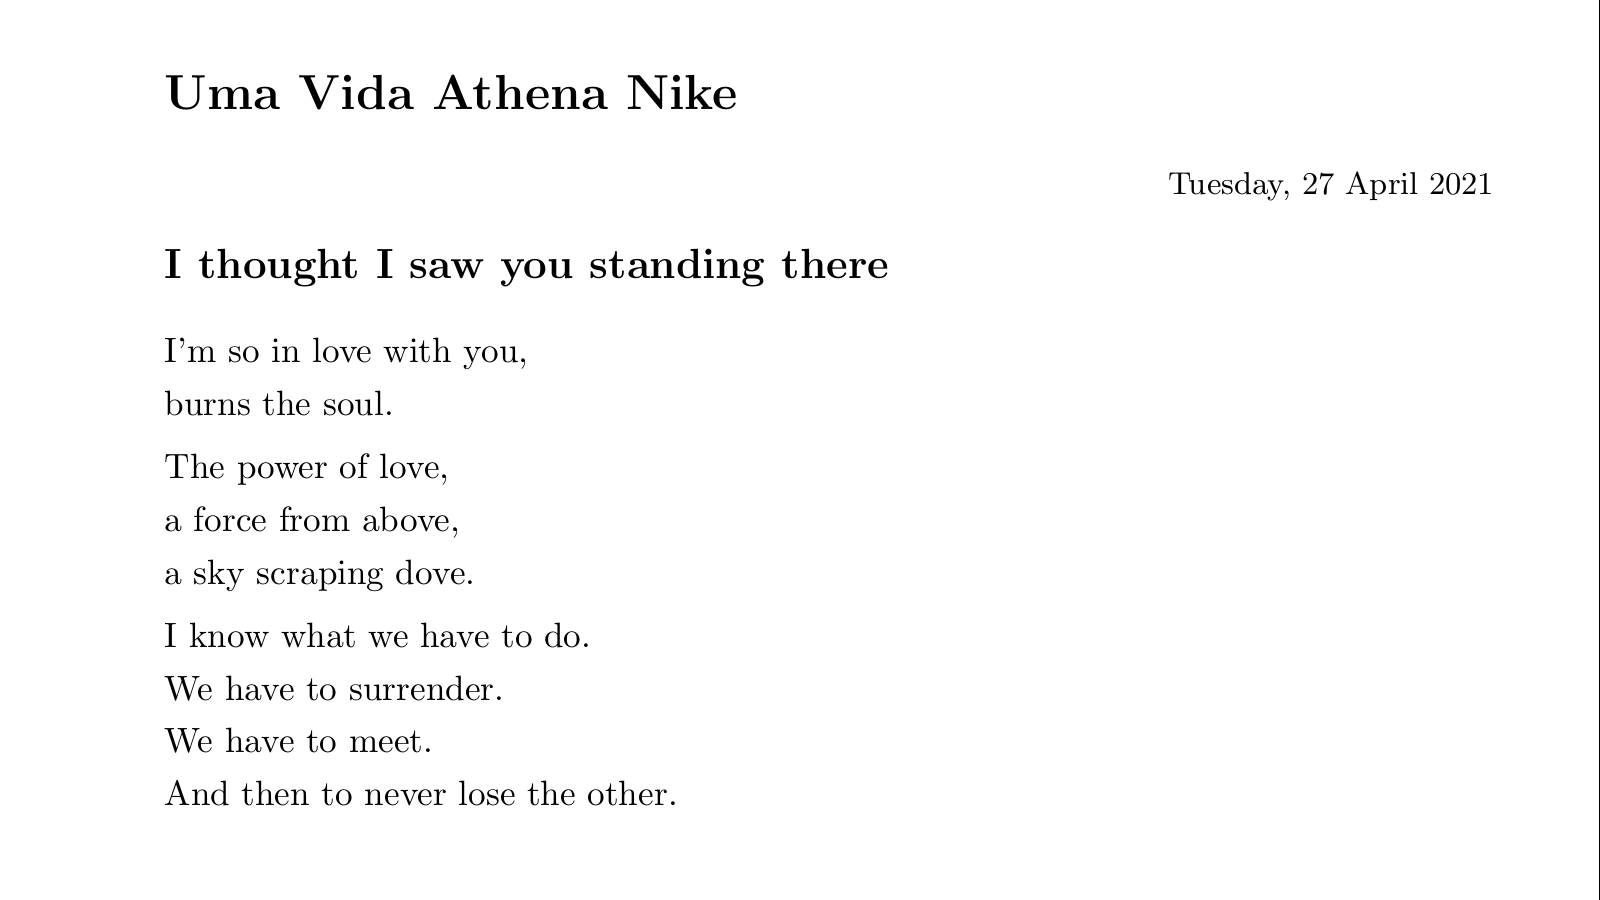 Uma Vida Athena Nike
Tuesday, 27 April 2021
I thought I saw you standing there
I'm so in love with you,
burns the soul.
The power of love,
a force from above,
a sky scraping dove.
I know what we have to do.
We have to surrender.
We have to meet.
And then to never lose the other.